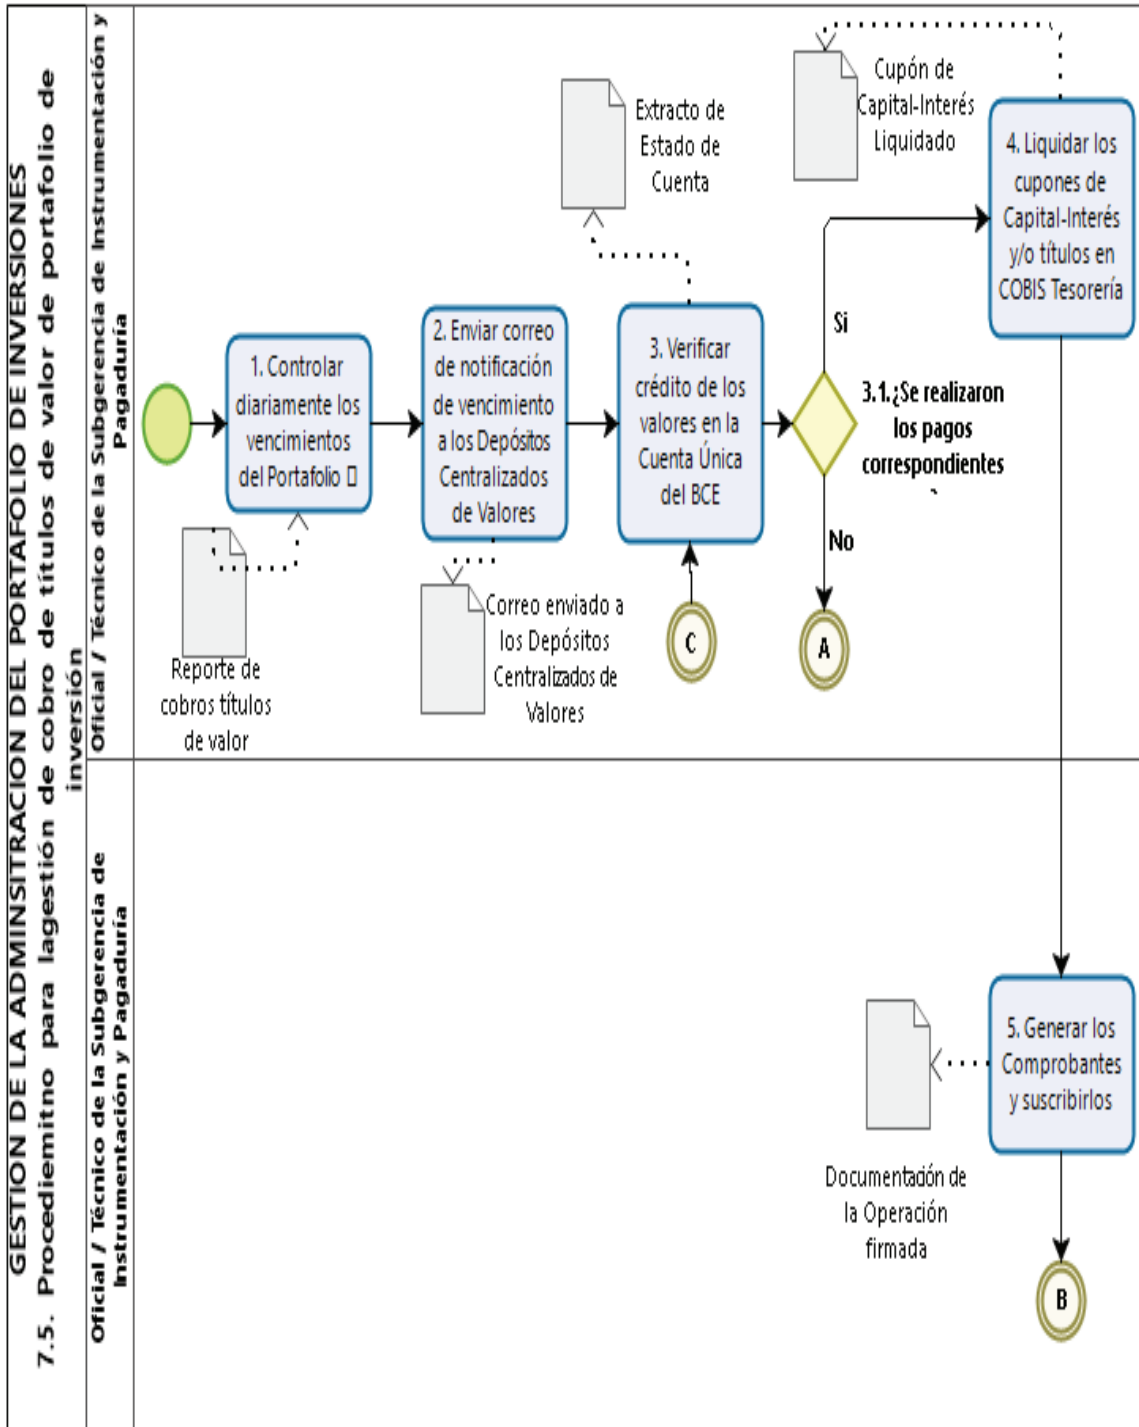 GESTION DE LA ADMINSITRACION DEL PORTAFOLIO DE INVERSIONES
7.5. Procediemitno para lagestión de cobro de títulos de valor de portafolio de
inversión
Oficial / Técnico de la Subgerencia de Instrumentación y
Pagaduría
1. Controlar
diariamente los
vencimientos
del Portafolio
Reporte de
cobros títulos
de valor
2. Enviar correo
de notificación
de vencimiento
a los Depósitos
Centralizados
de Valores
Correo enviado a
los Depósitos
Centralizados de
Valores
3. Verificar
crédito de los
valores en la
Cuenta Única
del BCE
Extracto de
Estado de
Cuenta
C
3.1.¿Se realizaron
los pagos
correspondientes
Si
No
A
4. Liquidar los
cupones de
Capital-Interés
y/o títulos en
COBIS Tesorería
Cupón de
Capital-Interés
Liquidado
Oficial / Técnico de la Subgerencia de
Instrumentación y Pagaduría
5. Generar los
Comprobantes
y suscribirlos
Documentación de
la Operación
firmada
B